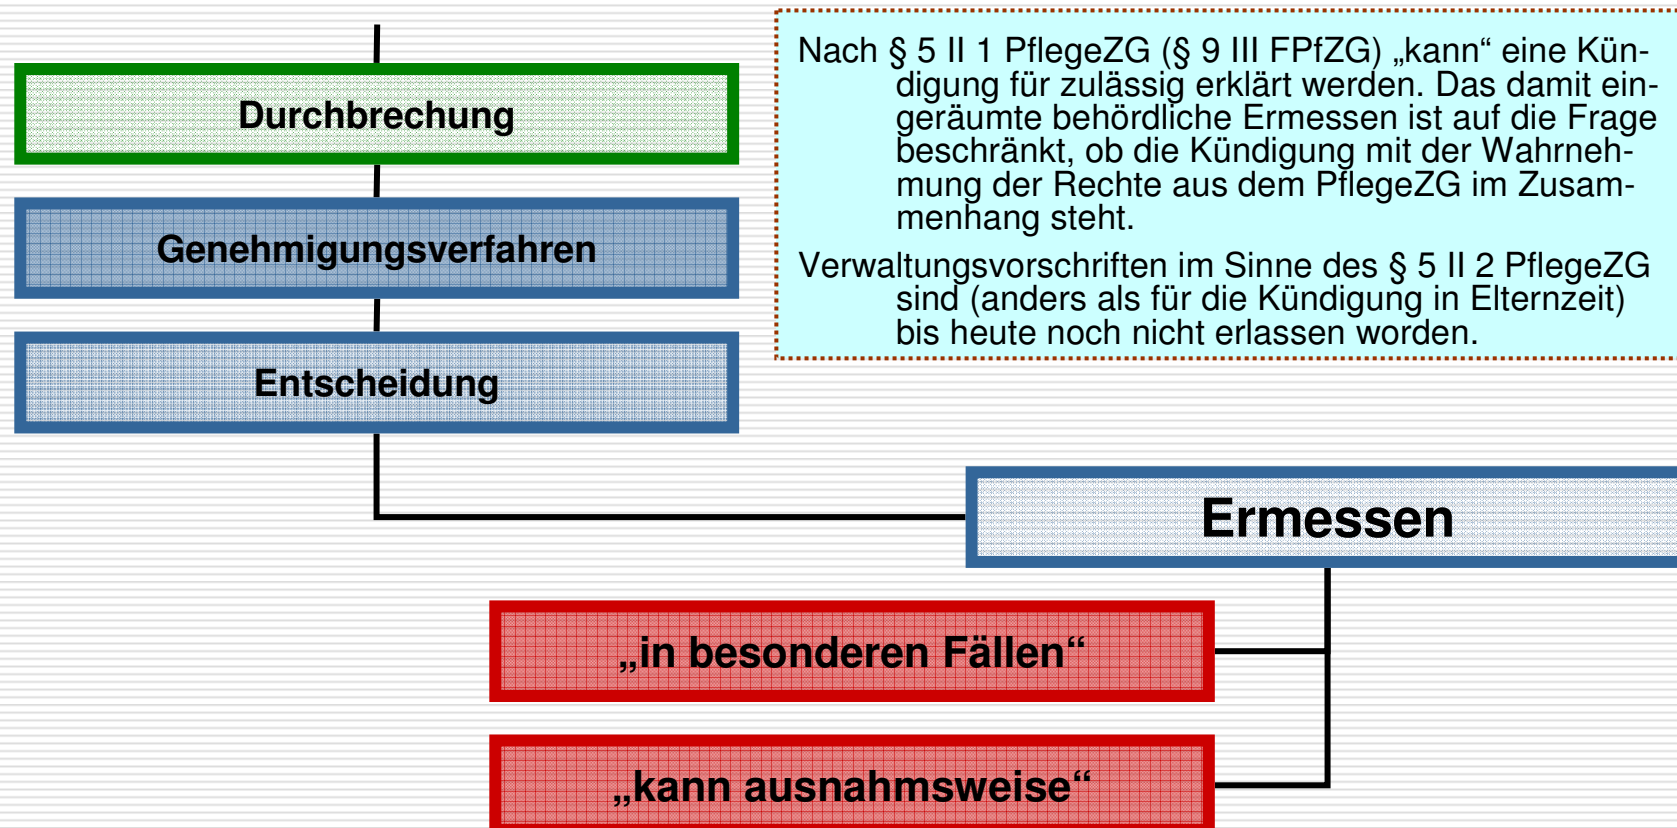 Durchbrechung
Genehmigungsverfahren
Entscheidung
Nach § 5 II 1 PflegeZG (§ 9 III FPfZG) „kann“ eine Kün-
digung für zulässig erklärt werden. Das damit ein-
geräumte behördliche Ermessen ist auf die Frage
beschränkt, ob die Kündigung mit der Wahrneh-
mung der Rechte aus dem PflegeZG im Zusam-
menhang steht.
Verwaltungsvorschriften im Sinne des § 5 II 2 PflegeZG
sind (anders als für die Kündigung in Elternzeit)
bis heute noch nicht erlassen worden.
Ermessen
„in besonderen Fällen“
„kann ausnahmsweise“